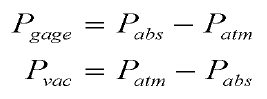 P_gage = P_abs − P_atm
P_vac = P_atm − P_abs